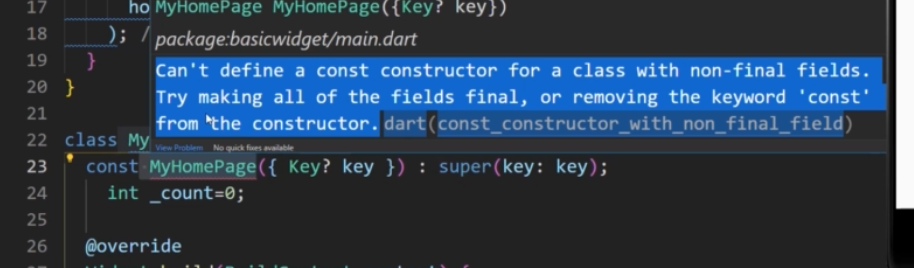 17 ho MyHomePage MyHomePage({Key? key})
18 ); / package:basicwidget/main.dart
19 } Can't define a const constructor for a class with non-final fields.
20 } Try making all of the fields final, or removing the keyword 'const'
21 from the constructor. dart(const_constructor_with_non_final_field)
22 class My View Problem No quick fixes available
23 const MyHomePage({ Key? key }) : super(key: key);
24 int _count=0;
25
26 @override